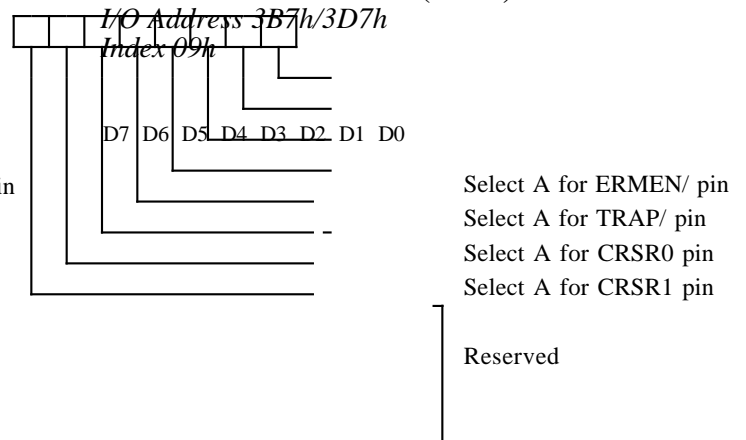 I/O Address 3B7h/3D7h
Index 09h
D7 D6 D5 D4 D3 D2 D1 D0
in
Select A for ERMEN/ pin
Select A for TRAP/ pin
Select A for CRSR0 pin
Select A for CRSR1 pin
Reserved